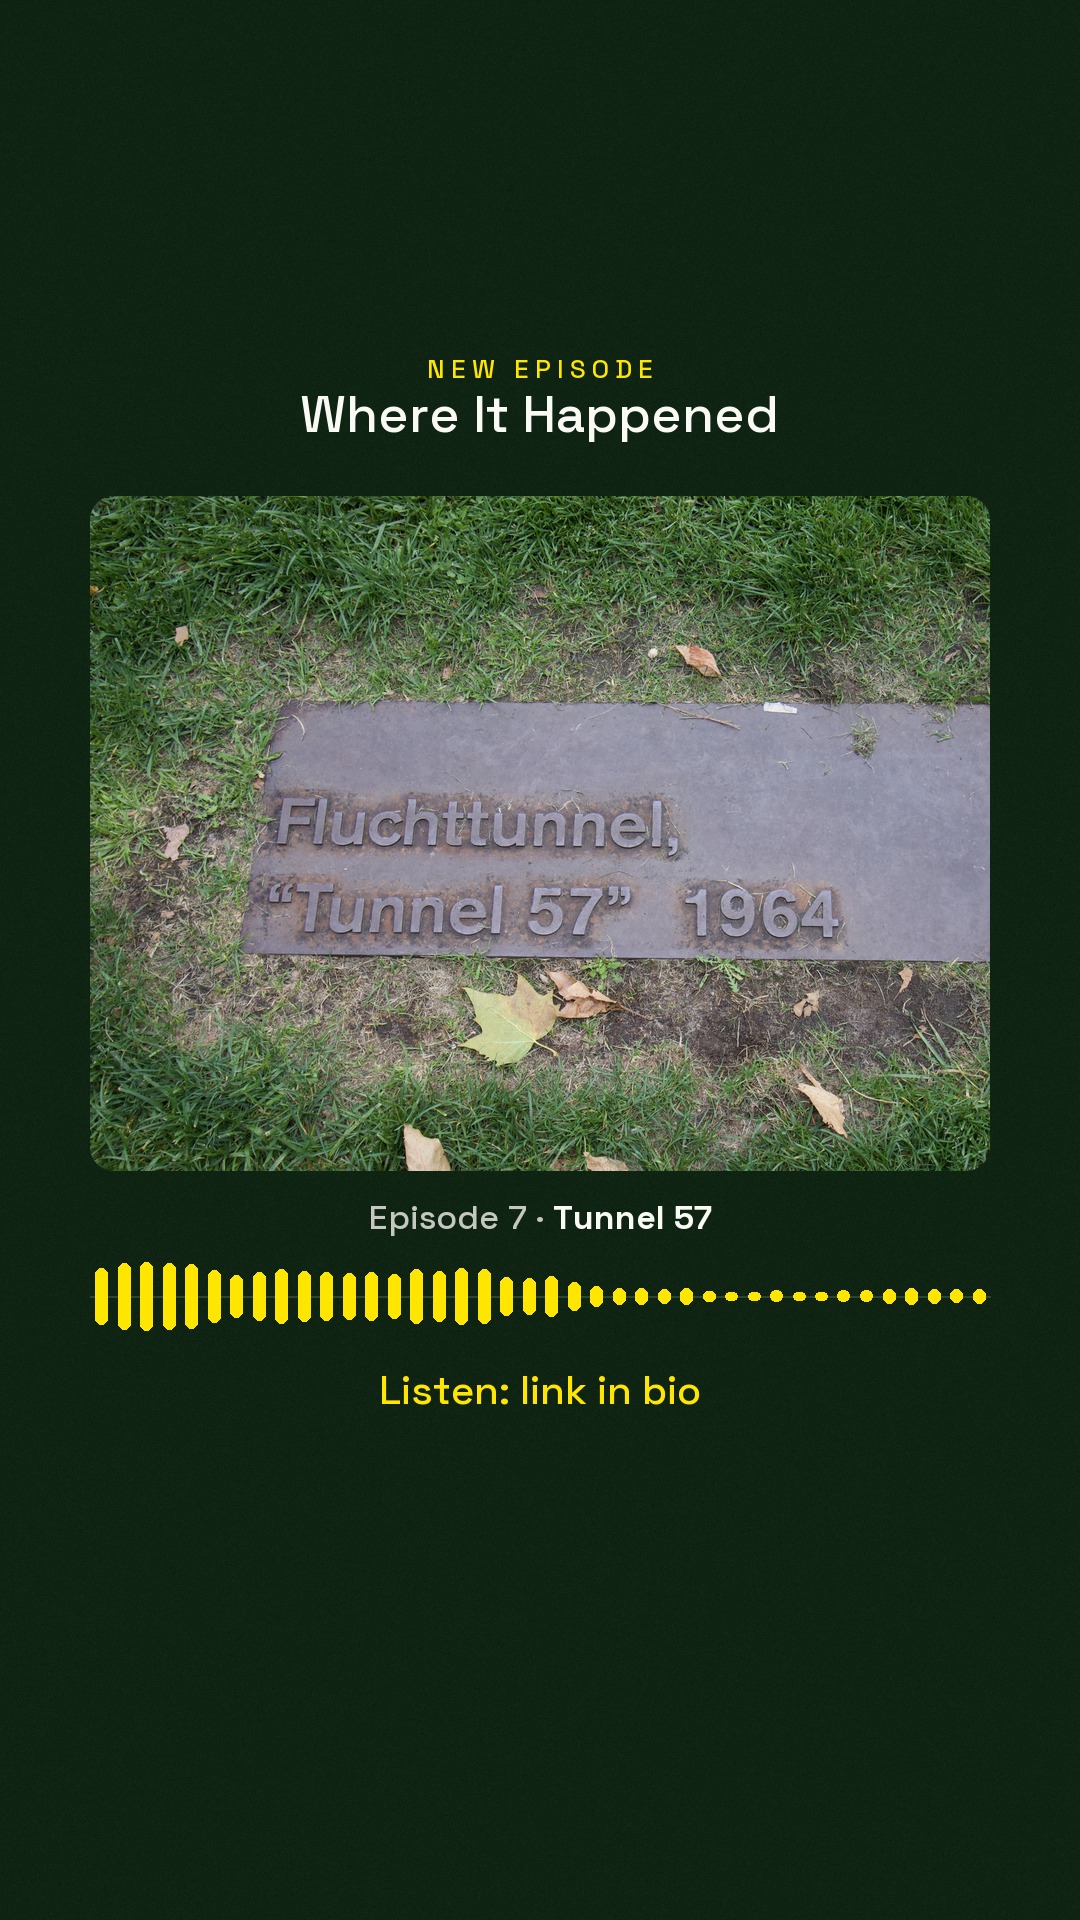 NEW EPISODE
Where It Happened
Fluchttunnel,
“Tunnel 57” 1964
Episode 7 · Tunnel 57
Listen: link in bio